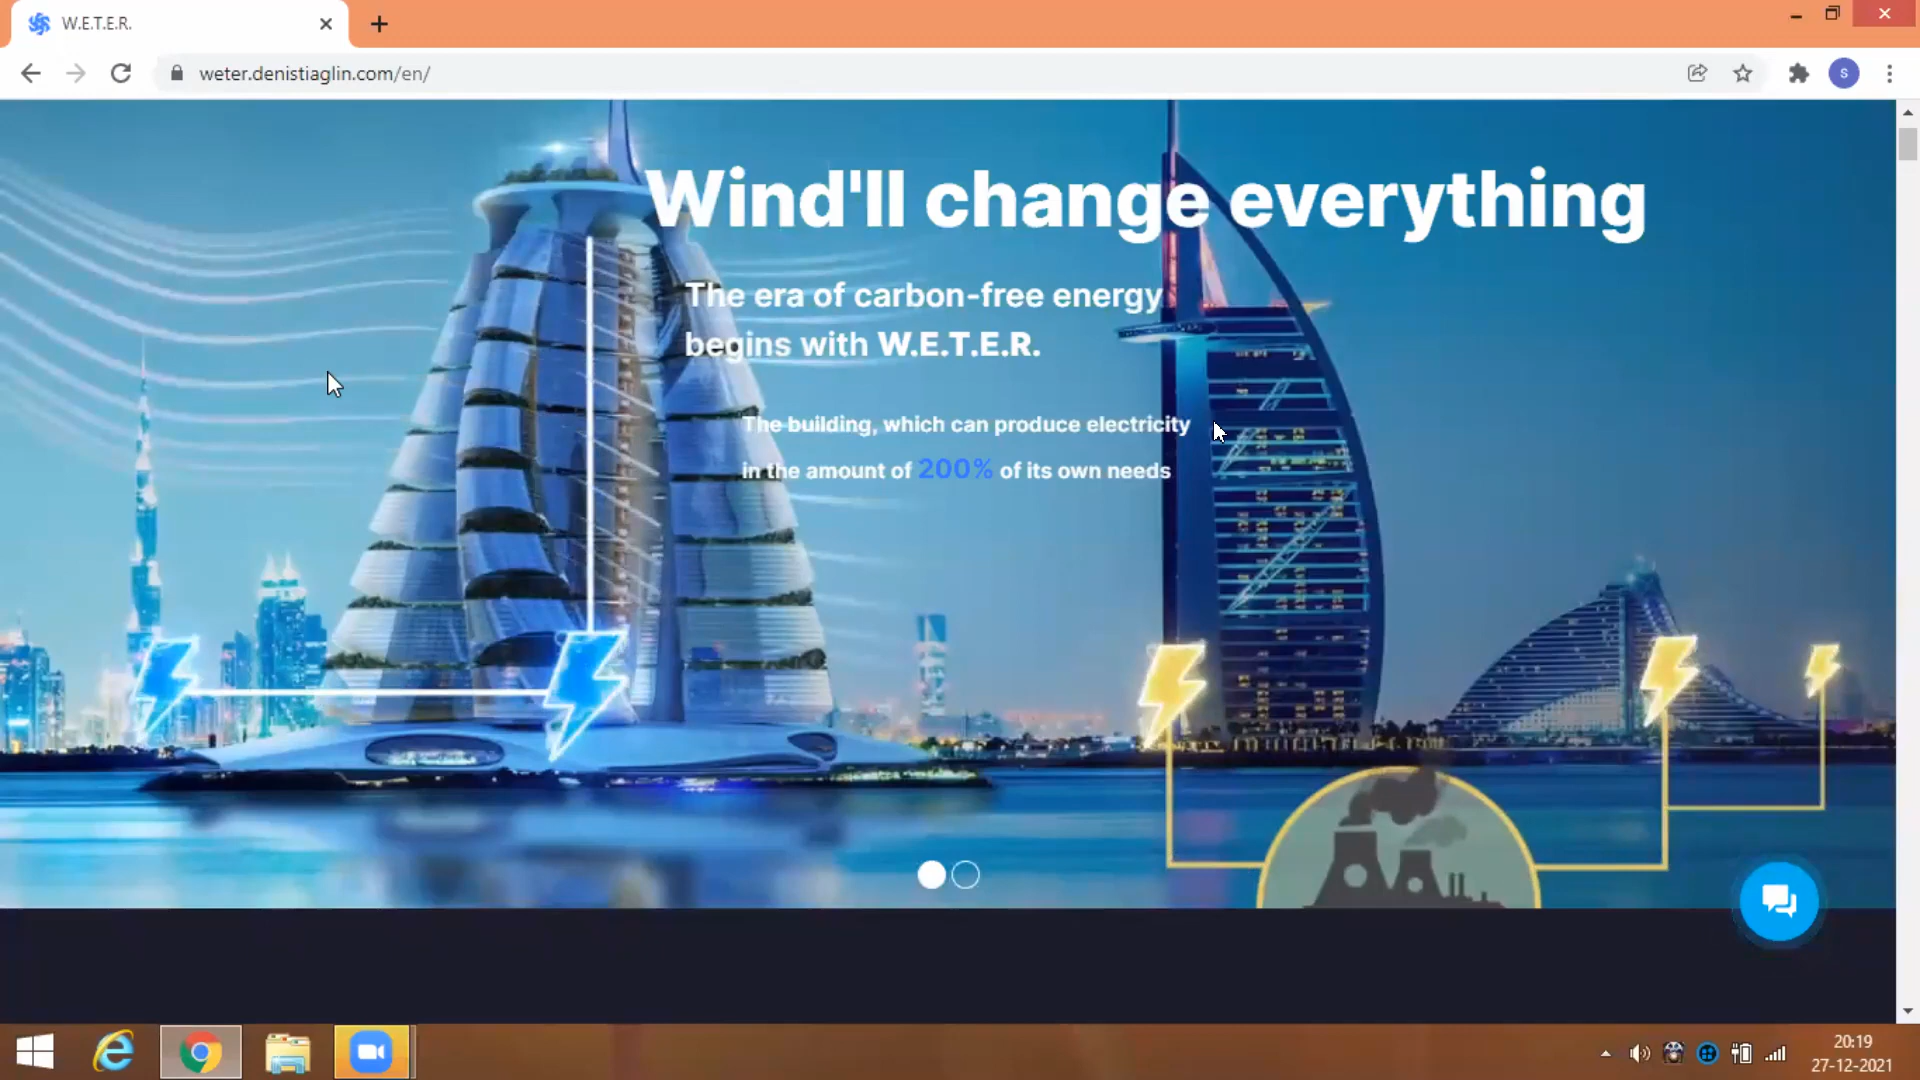 W.E.T.E.R.
weter.denistiaglin.com/en/
S
Wind'll change everything
The era of carbon-free energy
begins with W.E.T.E.R.
The building, which can produce electricity
in the amount of 200% of its own needs
20:19
27-12-2021